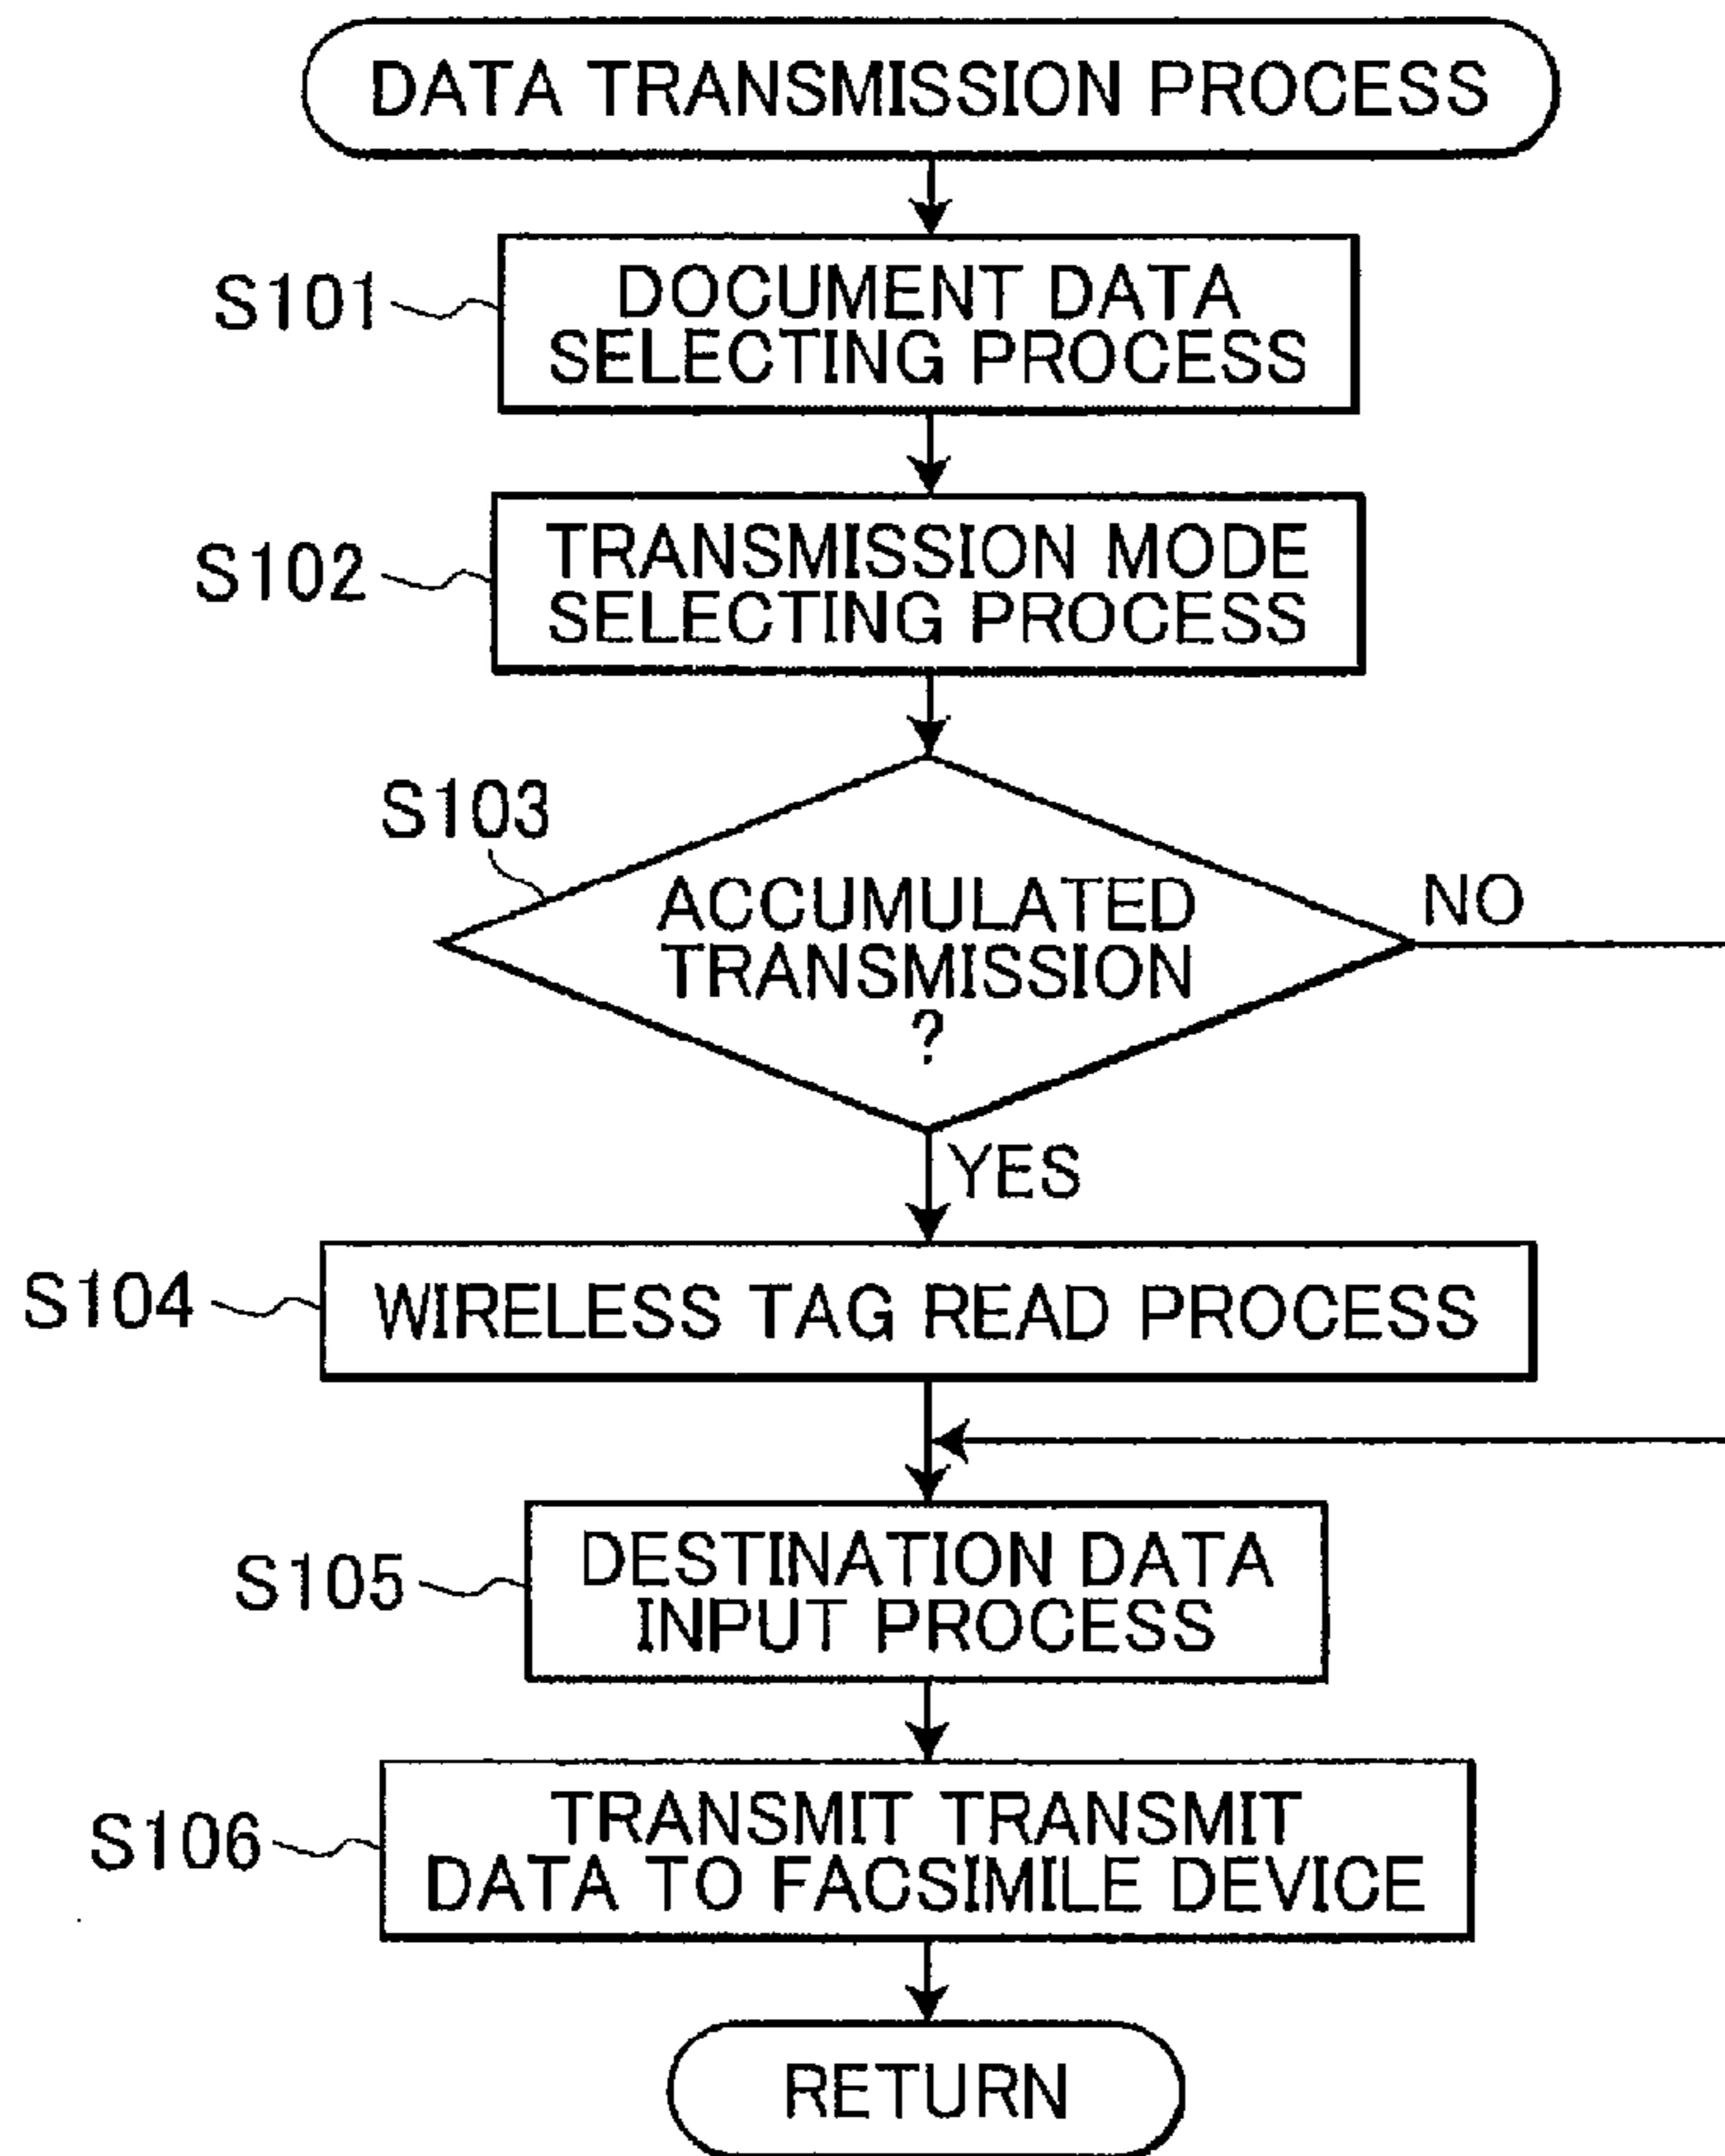 DATA TRANSMISSION PROCESS
S101
DOCUMENT DATA
SELECTING PROCESS
S102
TRANSMISSION MODE
SELECTING PROCESS
S103
ACCUMULATED
TRANSMISSION
?
NO
YES
S104
WIRELESS TAG READ PROCESS
S105
DESTINATION DATA
INPUT PROCESS
S106
TRANSMIT TRANSMIT
DATA TO FACSIMILE DEVICE
RETURN